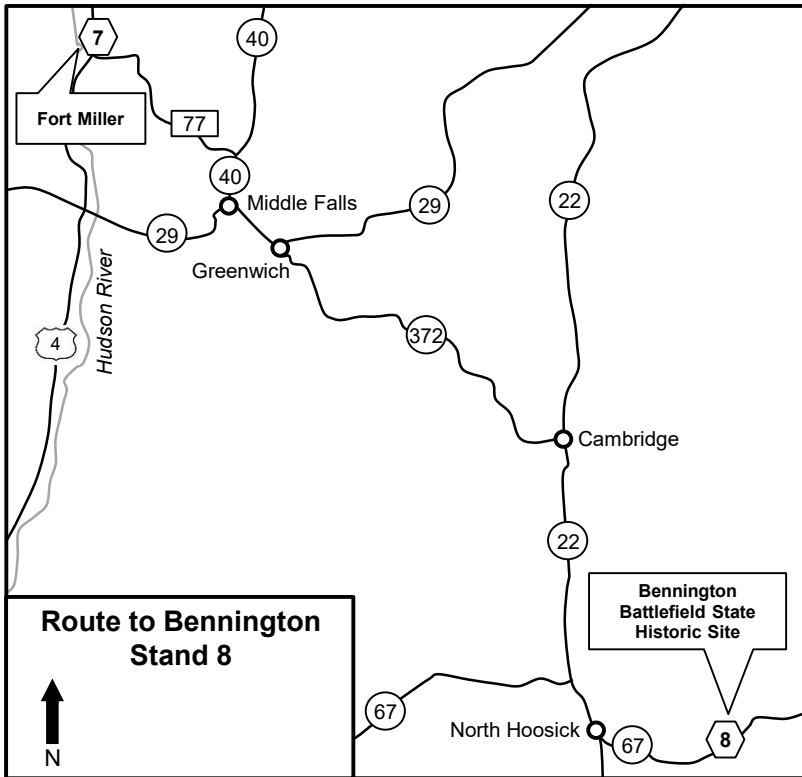 7
40
Fort Miller
77
40
Middle Falls
29
22
29
Greenwich
Hudson River
4
372
Cambridge
22
Bennington
Battlefield State
Historic Site
Route to Bennington
Stand 8
N
67
North Hoosick
67
8